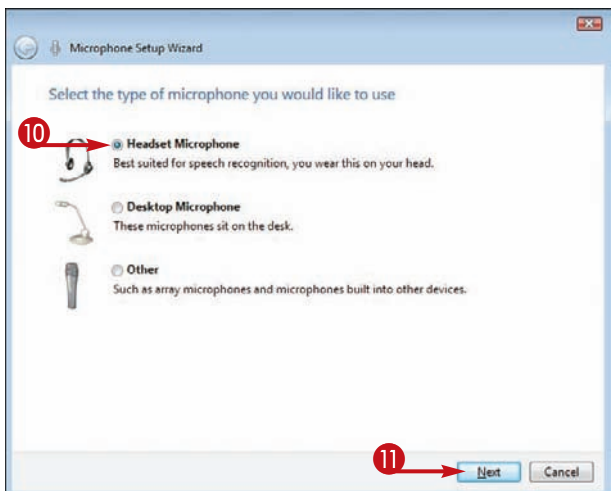 Microphone Setup Wizard
Select the type of microphone you would like to use
10
Headset Microphone
Best suited for speech recognition, you wear this on your head.
Desktop Microphone
These microphones sit on the desk.
Other
Such as array microphones and microphones built into other devices.
11
Next Cancel